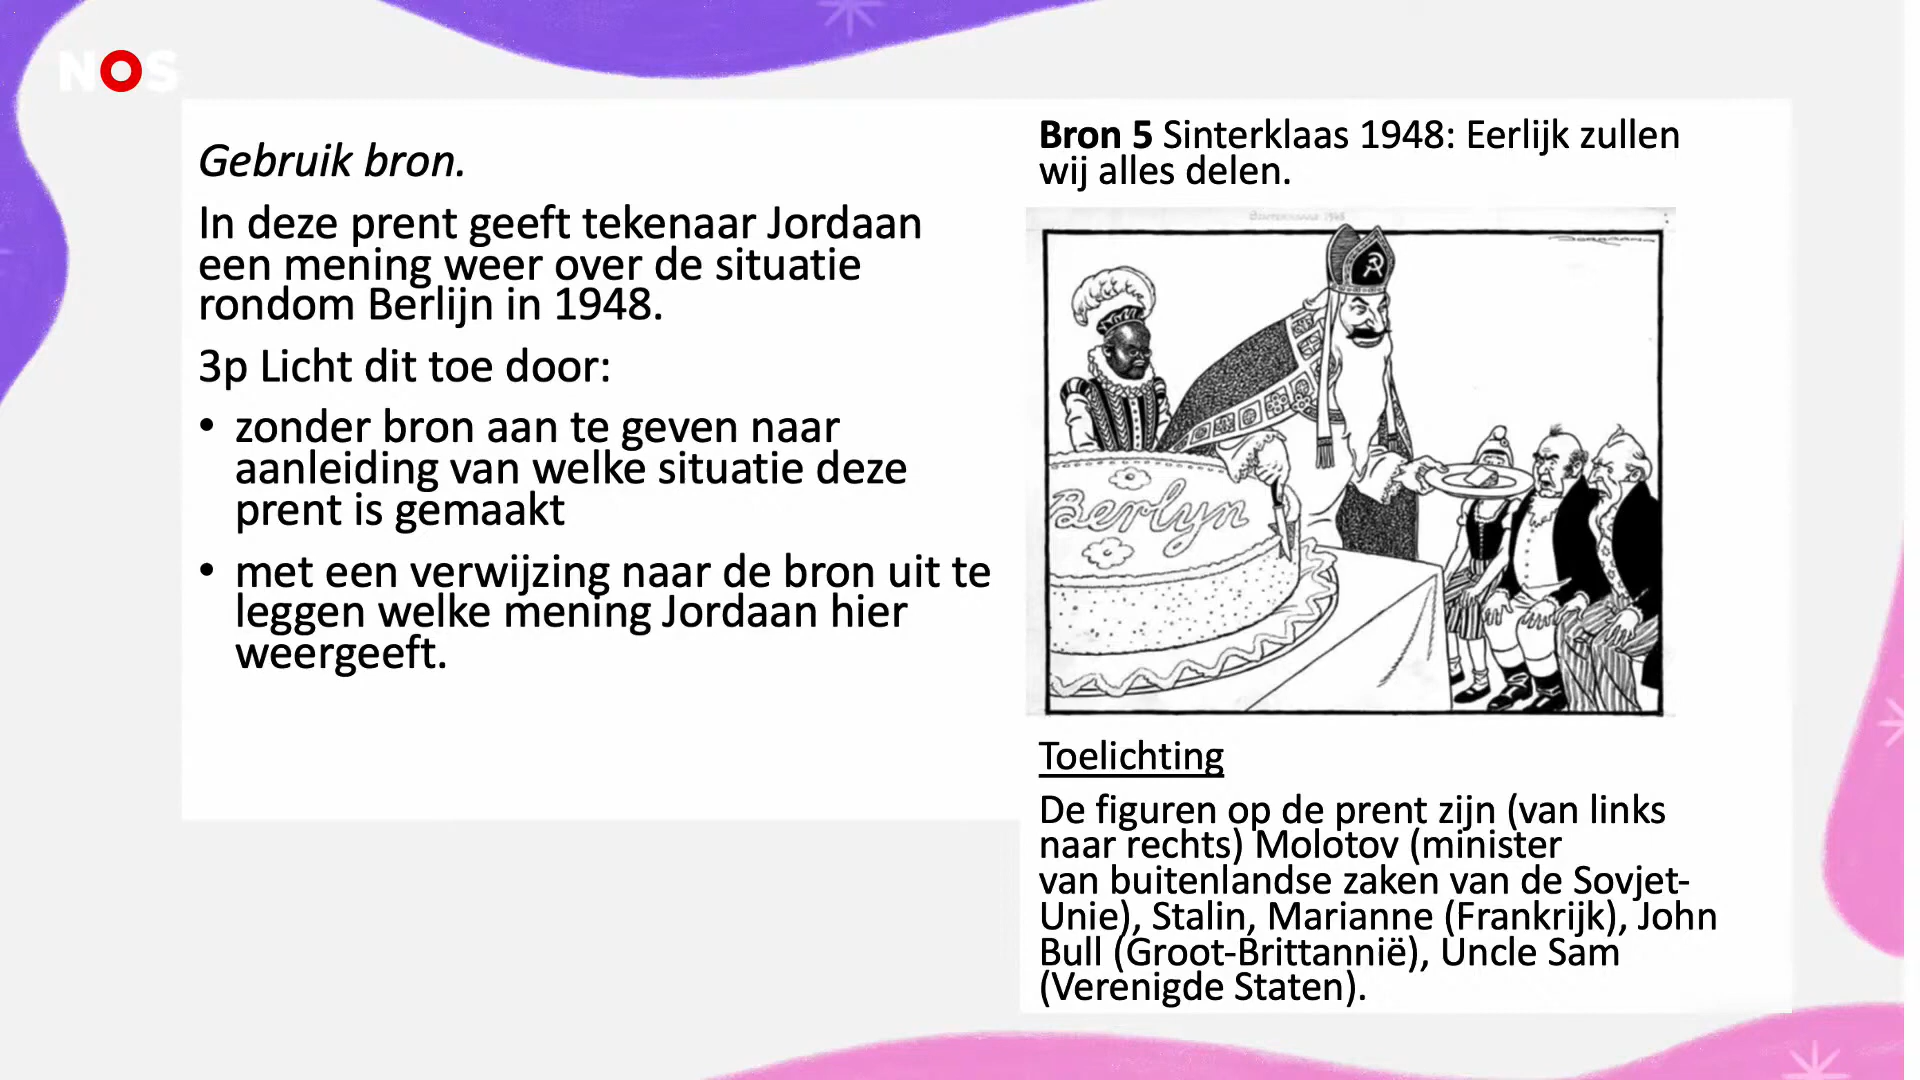 NOS
Gebruik bron.
In deze prent geeft tekenaar Jordaan
een mening weer over de situatie
rondom Berlijn in 1948.
3p Licht dit toe door:
• zonder bron aan te geven naar
aanleiding van welke situatie deze
prent is gemaakt
• met een verwijzing naar de bron uit te
leggen welke mening Jordaan hier
weergeeft.
Bron 5 Sinterklaas 1948: Eerlijk zullen
wij alles delen.
Berlyn
Toelichting
De figuren op de prent zijn (van links
naar rechts) Molotov (minister
van buitenlandse zaken van de Sovjet-
Unie), Stalin, Marianne (Frankrijk), John
Bull (Groot-Brittannië), Uncle Sam
(Verenigde Staten).